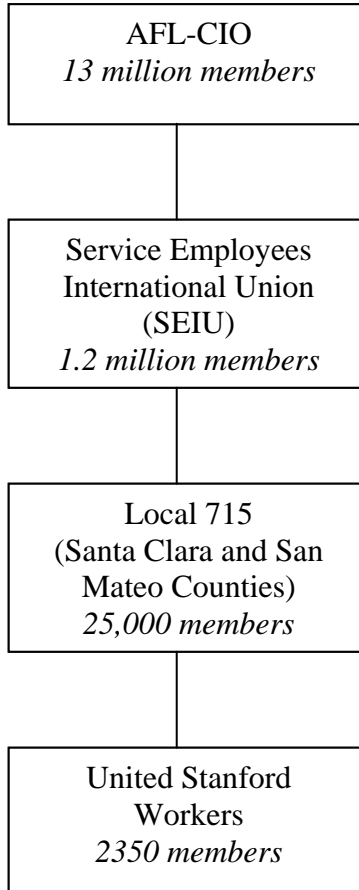 AFL-CIO
13 million members
Service Employees
International Union
(SEIU)
1.2 million members
Local 715
(Santa Clara and San
Mateo Counties)
25,000 members
United Stanford
Workers
2350 members